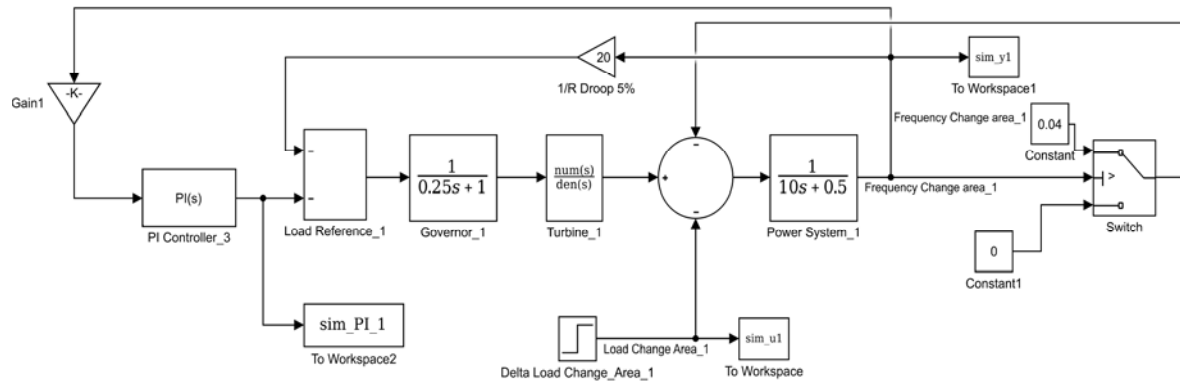 20
sim_y1
-K-
Gain1
1/R Droop 5%
To Workspace1
Frequency Change area_1
0.04
Constant
−
−
PI(s)
PI Controller_3
Load Reference_1
1
0.25s + 1
Governor_1
num(s)
den(s)
Turbine_1
−
+
−
1
10s + 0.5
Power System_1
Frequency Change area_1
>
Switch
0
Constant1
sim_PI_1
To Workspace2
Delta Load Change_Area_1
Load Change Area_1
sim_u1
To Workspace